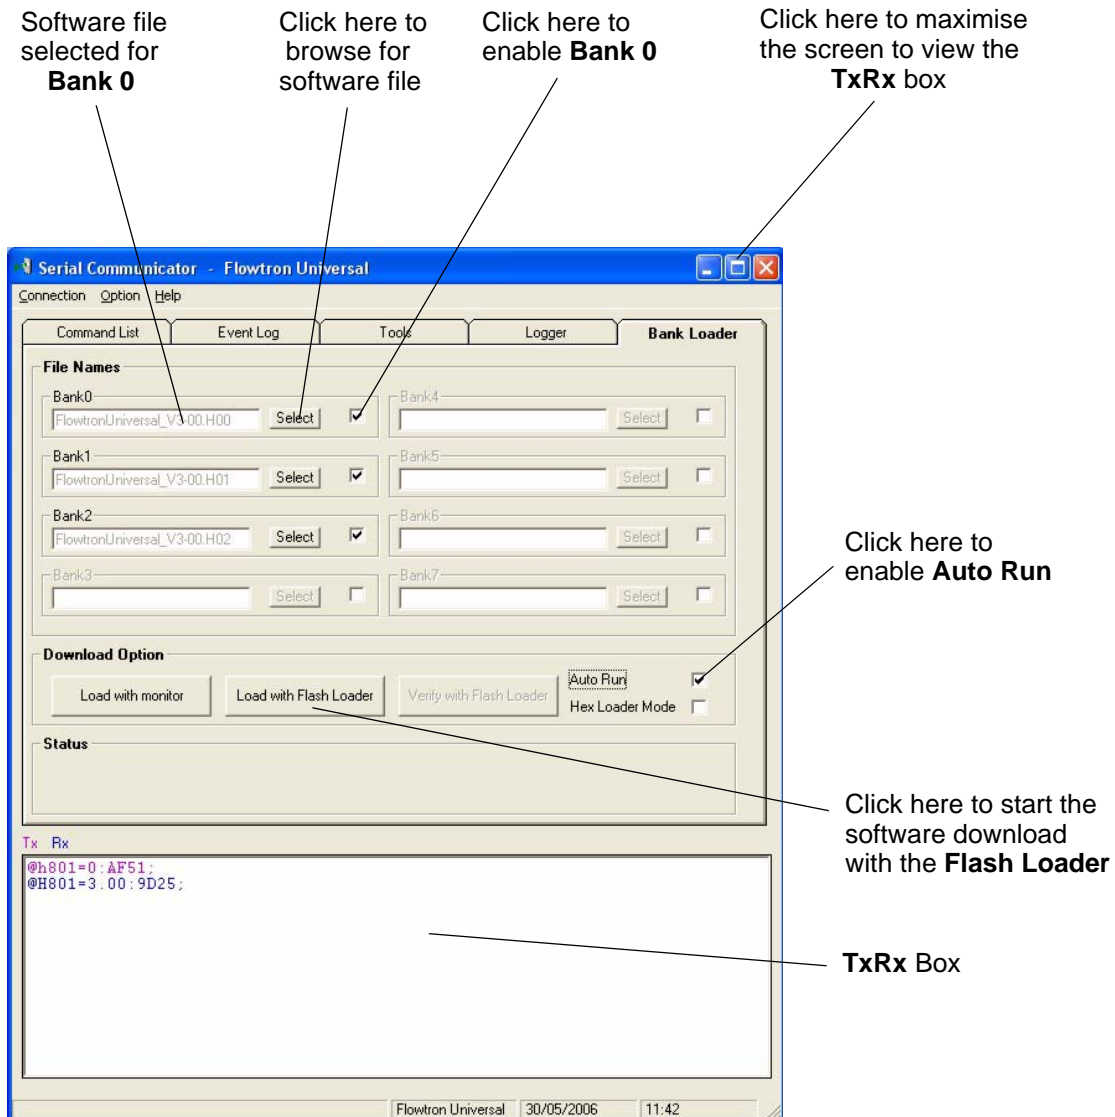 Software file
selected for
Bank 0
Click here to
browse for
software file
Click here to
enable Bank 0
Click here to maximise
the screen to view the
TxRx box
Serial Communicator - Flowtron Universal
Connection Option Help
Command List Event Log Tools Logger Bank Loader
File Names
Bank0
FlowtronUniversal_V3-00.H00 Select
Bank4
Select
Bank1
FlowtronUniversal_V3-00.H01 Select
Bank5
Select
Bank2
FlowtronUniversal_V3-00.H02 Select
Bank6
Select
Bank3
Select
Bank7
Select
Click here to
enable Auto Run
Download Option
Load with monitor Load with Flash Loader Verify with Flash Loader
Auto Run
Hex Loader Mode
Status
Click here to start the
software download
with the Flash Loader
Tx Rx
@h801=0:AF51;
@H801=3.00:9D25;
TxRx Box
Flowtron Universal 30/05/2006 11:42